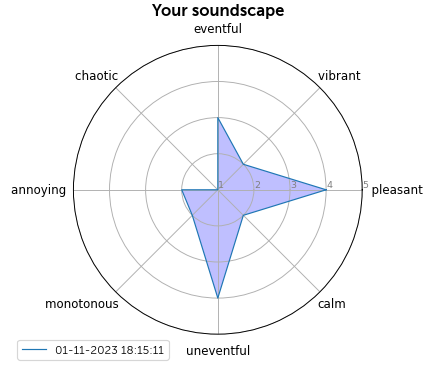 Your soundscape
eventful
chaotic
vibrant
annoying
1 2 3 4 5
pleasant
monotonous
calm
uneventful
01-11-2023 18:15:11